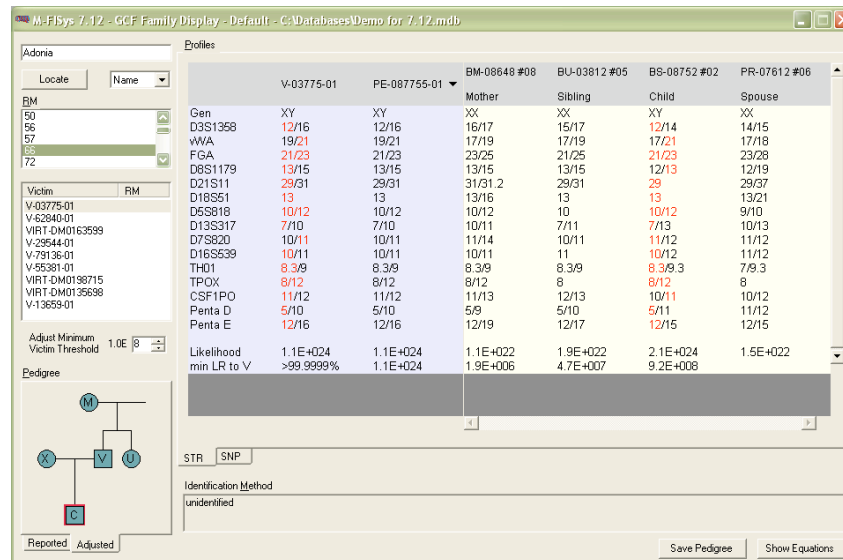 M-FISys 7.12 - GCF Family Display - Default - C:\Databases\Demo for 7.12.mdb
Adonia
Locate Name
RM
50
56
57
66
72
Victim RM
V-03775-01
V-62840-01
VIRT-DM0163599
V-29544-01
V-79136-01
V-55381-01
VIRT-DM0198715
VIRT-DM0135698
V-13659-01
Adjust Minimum
Victim Threshold 1.0E 8
Pedigree
M
X V U
C
Reported Adjusted
Profiles
V-03775-01 PE-087755-01 BM-08648 #08 BU-03812 #05 BS-08752 #02 PR-07612 #06
Mother Sibling Child Spouse
Gen XY XY XX XX XY XX
D3S1358 12/16 12/16 16/17 15/17 12/14 14/15
vWA 19/21 19/21 17/19 17/19 17/21 17/18
FGA 21/23 21/23 23/25 21/25 21/23 23/28
D8S1179 13/15 13/15 13/15 13/15 12/13 12/19
D21S11 29/31 29/31 31/31.2 29/31 29 29/37
D18S51 13 13 13/16 13 13 13/21
D5S818 10/12 10/12 10/12 10 10/12 9/10
D13S317 7/10 7/10 10/11 7/11 7/13 10/13
D7S820 10/11 10/11 11/14 10/11 11/12 11/12
D16S539 10/11 10/11 10/11 11 10/12 11/12
TH01 8.3/9 8.3/9 8.3/9 8.3/9 8.3/9.3 7/9.3
TPOX 8/12 8/12 8/12 8 8/12 8
CSF1PO 11/12 11/12 11/13 12/13 10/11 10/12
Penta D 5/10 5/10 5/9 5/10 5/11 11/12
Penta E 12/16 12/16 12/19 12/17 12/15 12/15
Likelihood 1.1E+024 1.1E+024 1.1E+022 1.9E+022 2.1E+024 1.5E+022
min LR to V >99.9999% 1.1E+024 1.9E+006 4.7E+007 9.2E+008
STR SNP
Identification Method
unidentified
Save Pedigree Show Equations